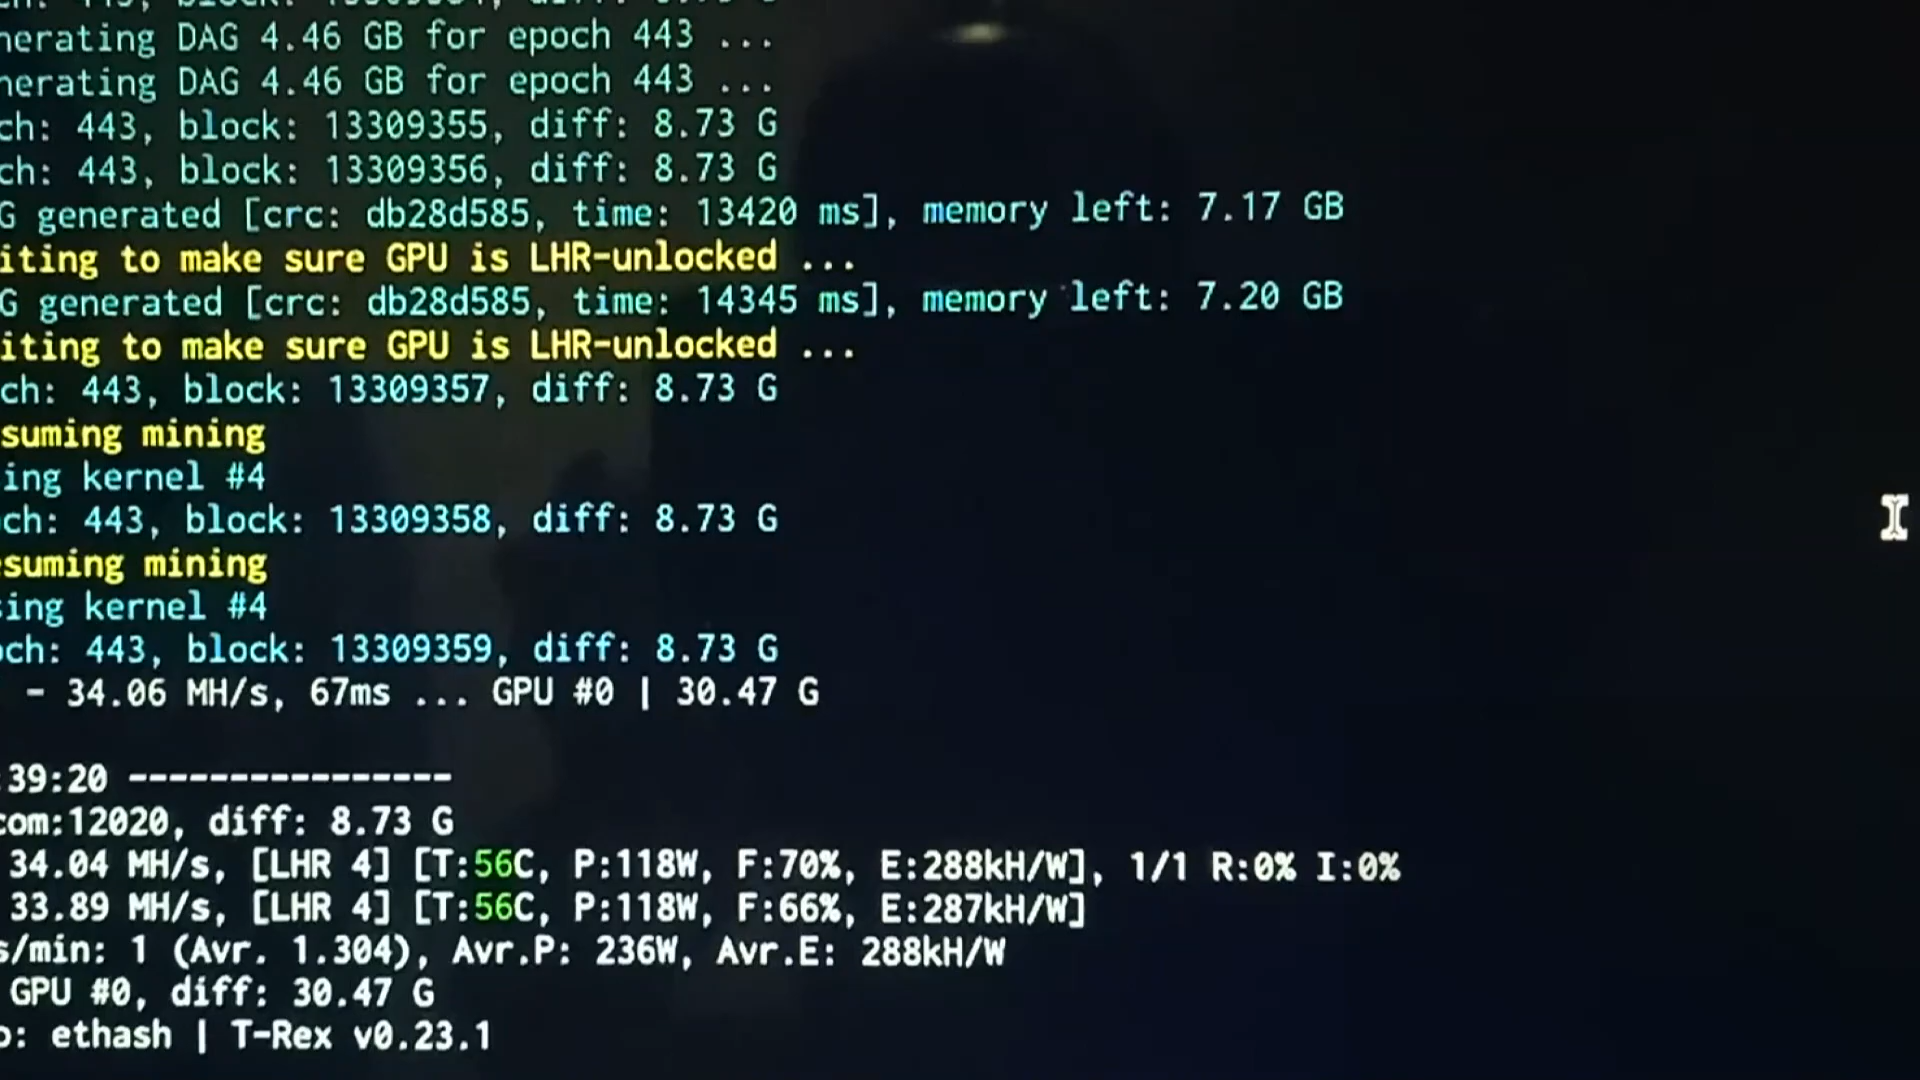 nerating DAG 4.46 GB for epoch 443 ...
nerating DAG 4.46 GB for epoch 443 ...
ch: 443, block: 13309355, diff: 8.73 G
ch: 443, block: 13309356, diff: 8.73 G
G generated [crc: db28d585, time: 13420 ms], memory left: 7.17 GB
iting to make sure GPU is LHR-unlocked ...
G generated [crc: db28d585, time: 14345 ms], memory left: 7.20 GB
iting to make sure GPU is LHR-unlocked ...
ch: 443, block: 13309357, diff: 8.73 G
suming mining
ing kernel #4
ch: 443, block: 13309358, diff: 8.73 G
suming mining
ing kernel #4
ch: 443, block: 13309359, diff: 8.73 G
- 34.06 MH/s, 67ms ... GPU #0 | 30.47 G
39:20 ----------------
com:12020, diff: 8.73 G
34.04 MH/s, [LHR 4] [T:56C, P:118W, F:70%, E:288kH/W], 1/1 R:0% I:0%
33.89 MH/s, [LHR 4] [T:56C, P:118W, F:66%, E:287kH/W]
s/min: 1 (Avr. 1.304), Avr.P: 236W, Avr.E: 288kH/W
GPU #0, diff: 30.47 G
o: ethash | T-Rex v0.23.1